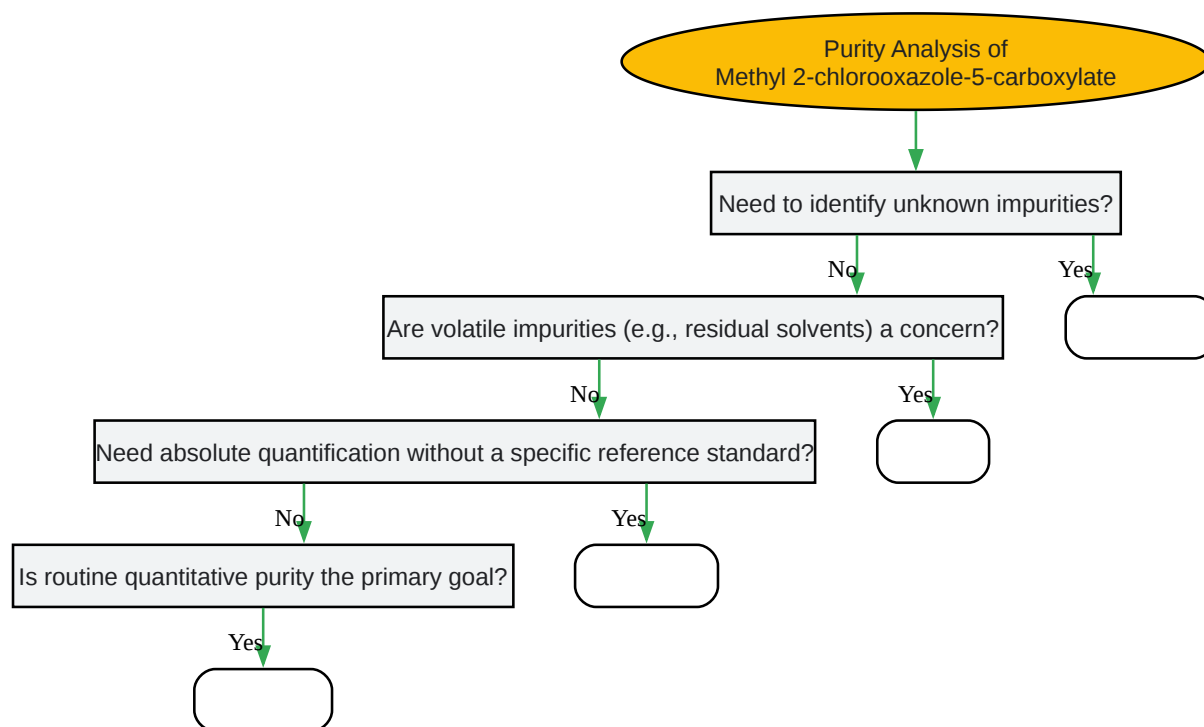 Purity Analysis of
Methyl 2-chlorooxazole-5-carboxylate
Need to identify unknown impurities?
No
Yes
Are volatile impurities (e.g., residual solvents) a concern?
No
Yes
Need absolute quantification without a specific reference standard?
No
Yes
Is routine quantitative purity the primary goal?
Yes